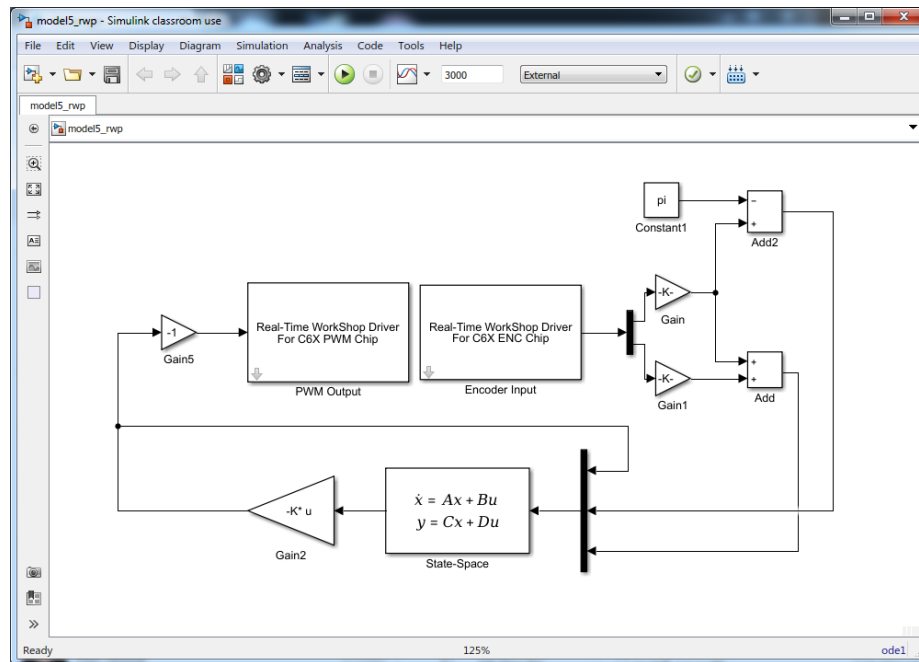 model5_rwp - Simulink classroom use
File Edit View Display Diagram Simulation Analysis Code Tools Help
3000 External
model5_rwp
model5_rwp
pi
Constant1
−
+
Add2
-K-
Gain
Real-Time WorkShop Driver
For C6X PWM Chip
PWM Output
Real-Time WorkShop Driver
For C6X ENC Chip
Encoder Input
-1
Gain5
-K-
Gain1
+
+
Add
-K* u
Gain2
ẋ = Ax + Bu
y = Cx + Du
State-Space
Ready 125% ode1